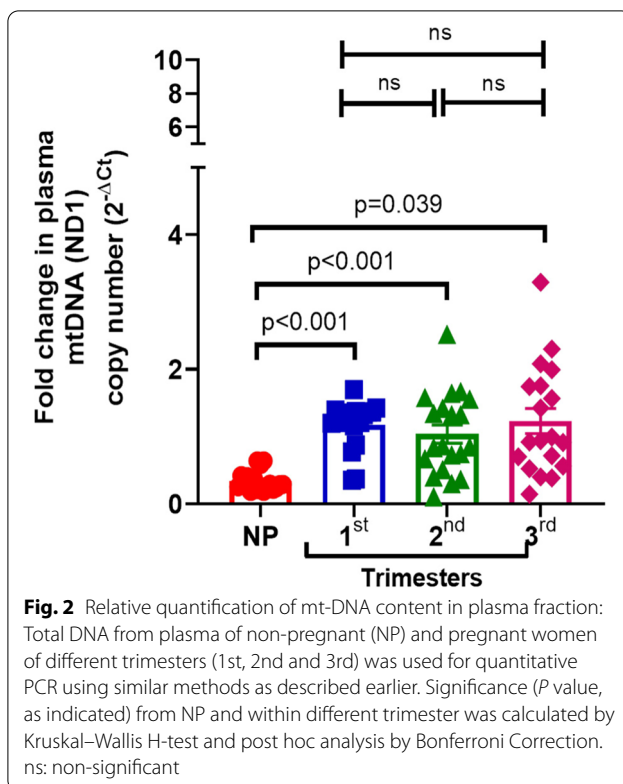 ns
ns
ns
10
8
6
4
2
0
Fold change in plasma
mtDNA (ND1)
copy number (2^-ΔCt)
p=0.039
p<0.001
p<0.001
NP
1st
2nd
3rd
Trimesters
Fig. 2 Relative quantification of mt-DNA content in plasma fraction:
Total DNA from plasma of non-pregnant (NP) and pregnant women
of different trimesters (1st, 2nd and 3rd) was used for quantitative
PCR using similar methods as described earlier. Significance (P value,
as indicated) from NP and within different trimester was calculated by
Kruskal–Wallis H-test and post hoc analysis by Bonferroni Correction.
ns: non-significant